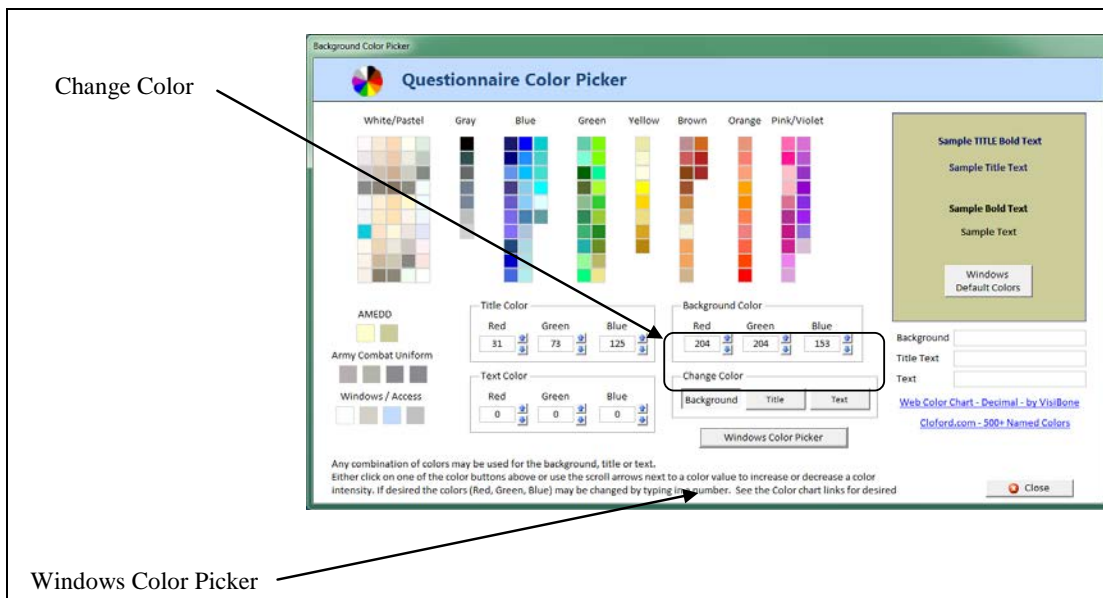 Background Color Picker
Questionnaire Color Picker
Change Color
White/Pastel Gray Blue Green Yellow Brown Orange Pink/Violet
Sample TITLE Bold Text
Sample Title Text
Sample Bold Text
Sample Text
Windows
Default Colors
AMEDD
Army Combat Uniform
Windows / Access
Title Color
Red Green Blue
31 73 125
Text Color
Red Green Blue
0 0 0
Background Color
Red Green Blue
204 204 153
Change Color
Background Title Text
Windows Color Picker
Background
Title Text
Text
Web Color Chart - Decimal - by VisiBone
Cloford.com - 500+ Named Colors
Any combination of colors may be used for the background, title or text.
Either click on one of the color buttons above or use the scroll arrows next to a color value to increase or decrease a color
intensity. If desired the colors (Red, Green, Blue) may be changed by typing in a number. See the Color chart links for desired
Close
Windows Color Picker